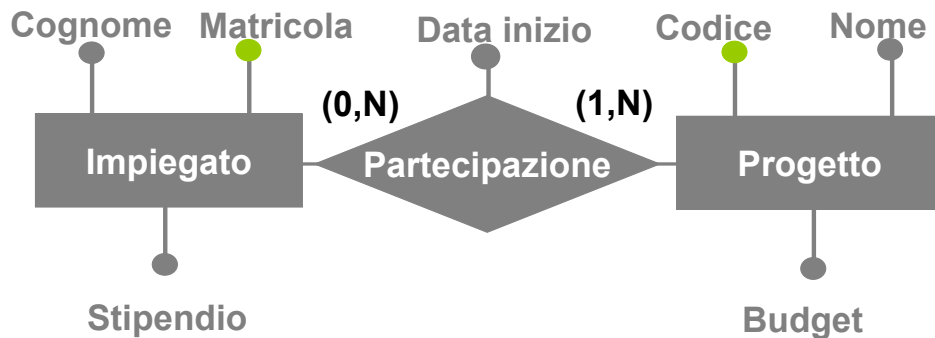 Cognome Matricola Data inizio Codice Nome
(0,N) (1,N)
Impiegato Partecipazione Progetto
Stipendio Budget